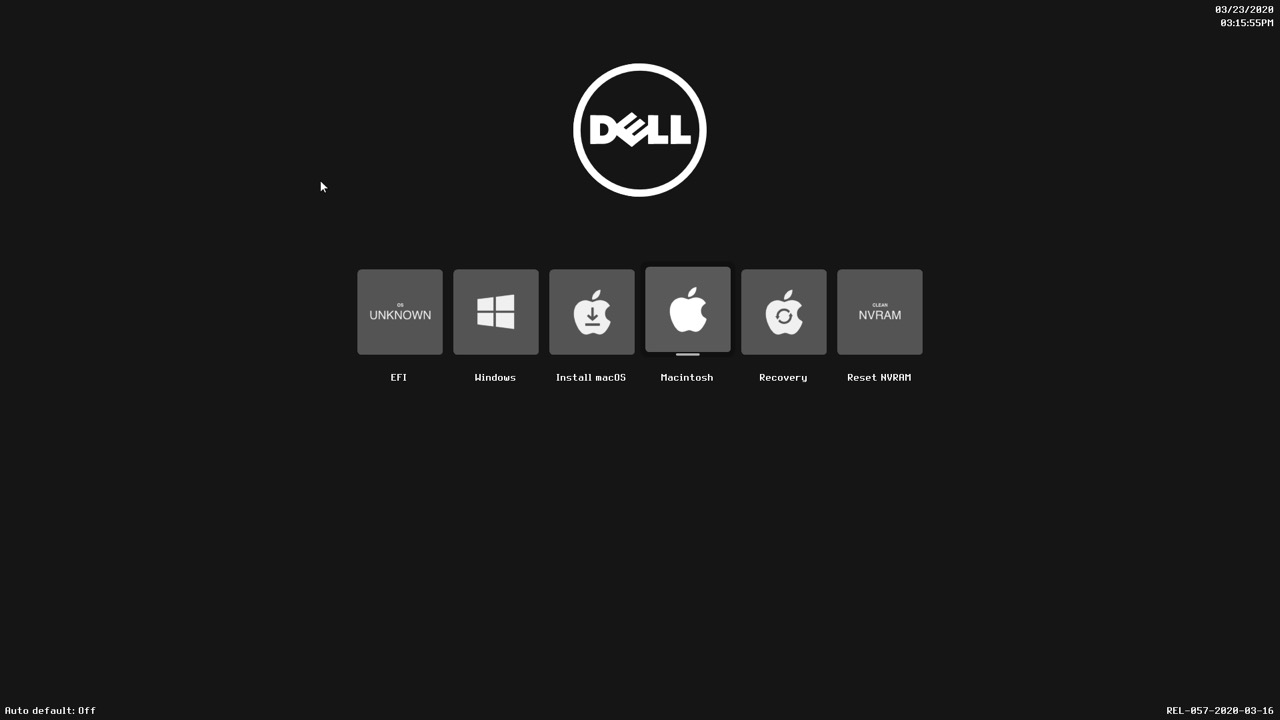 03/23/2020
03:15:55PM
DELL
OS
UNKNOWN
CLEAN
NVRAM
EFI
Windows
Install macOS
Macintosh
Recovery
Reset NVRAM
Auto default: Off
REL-057-2020-03-16